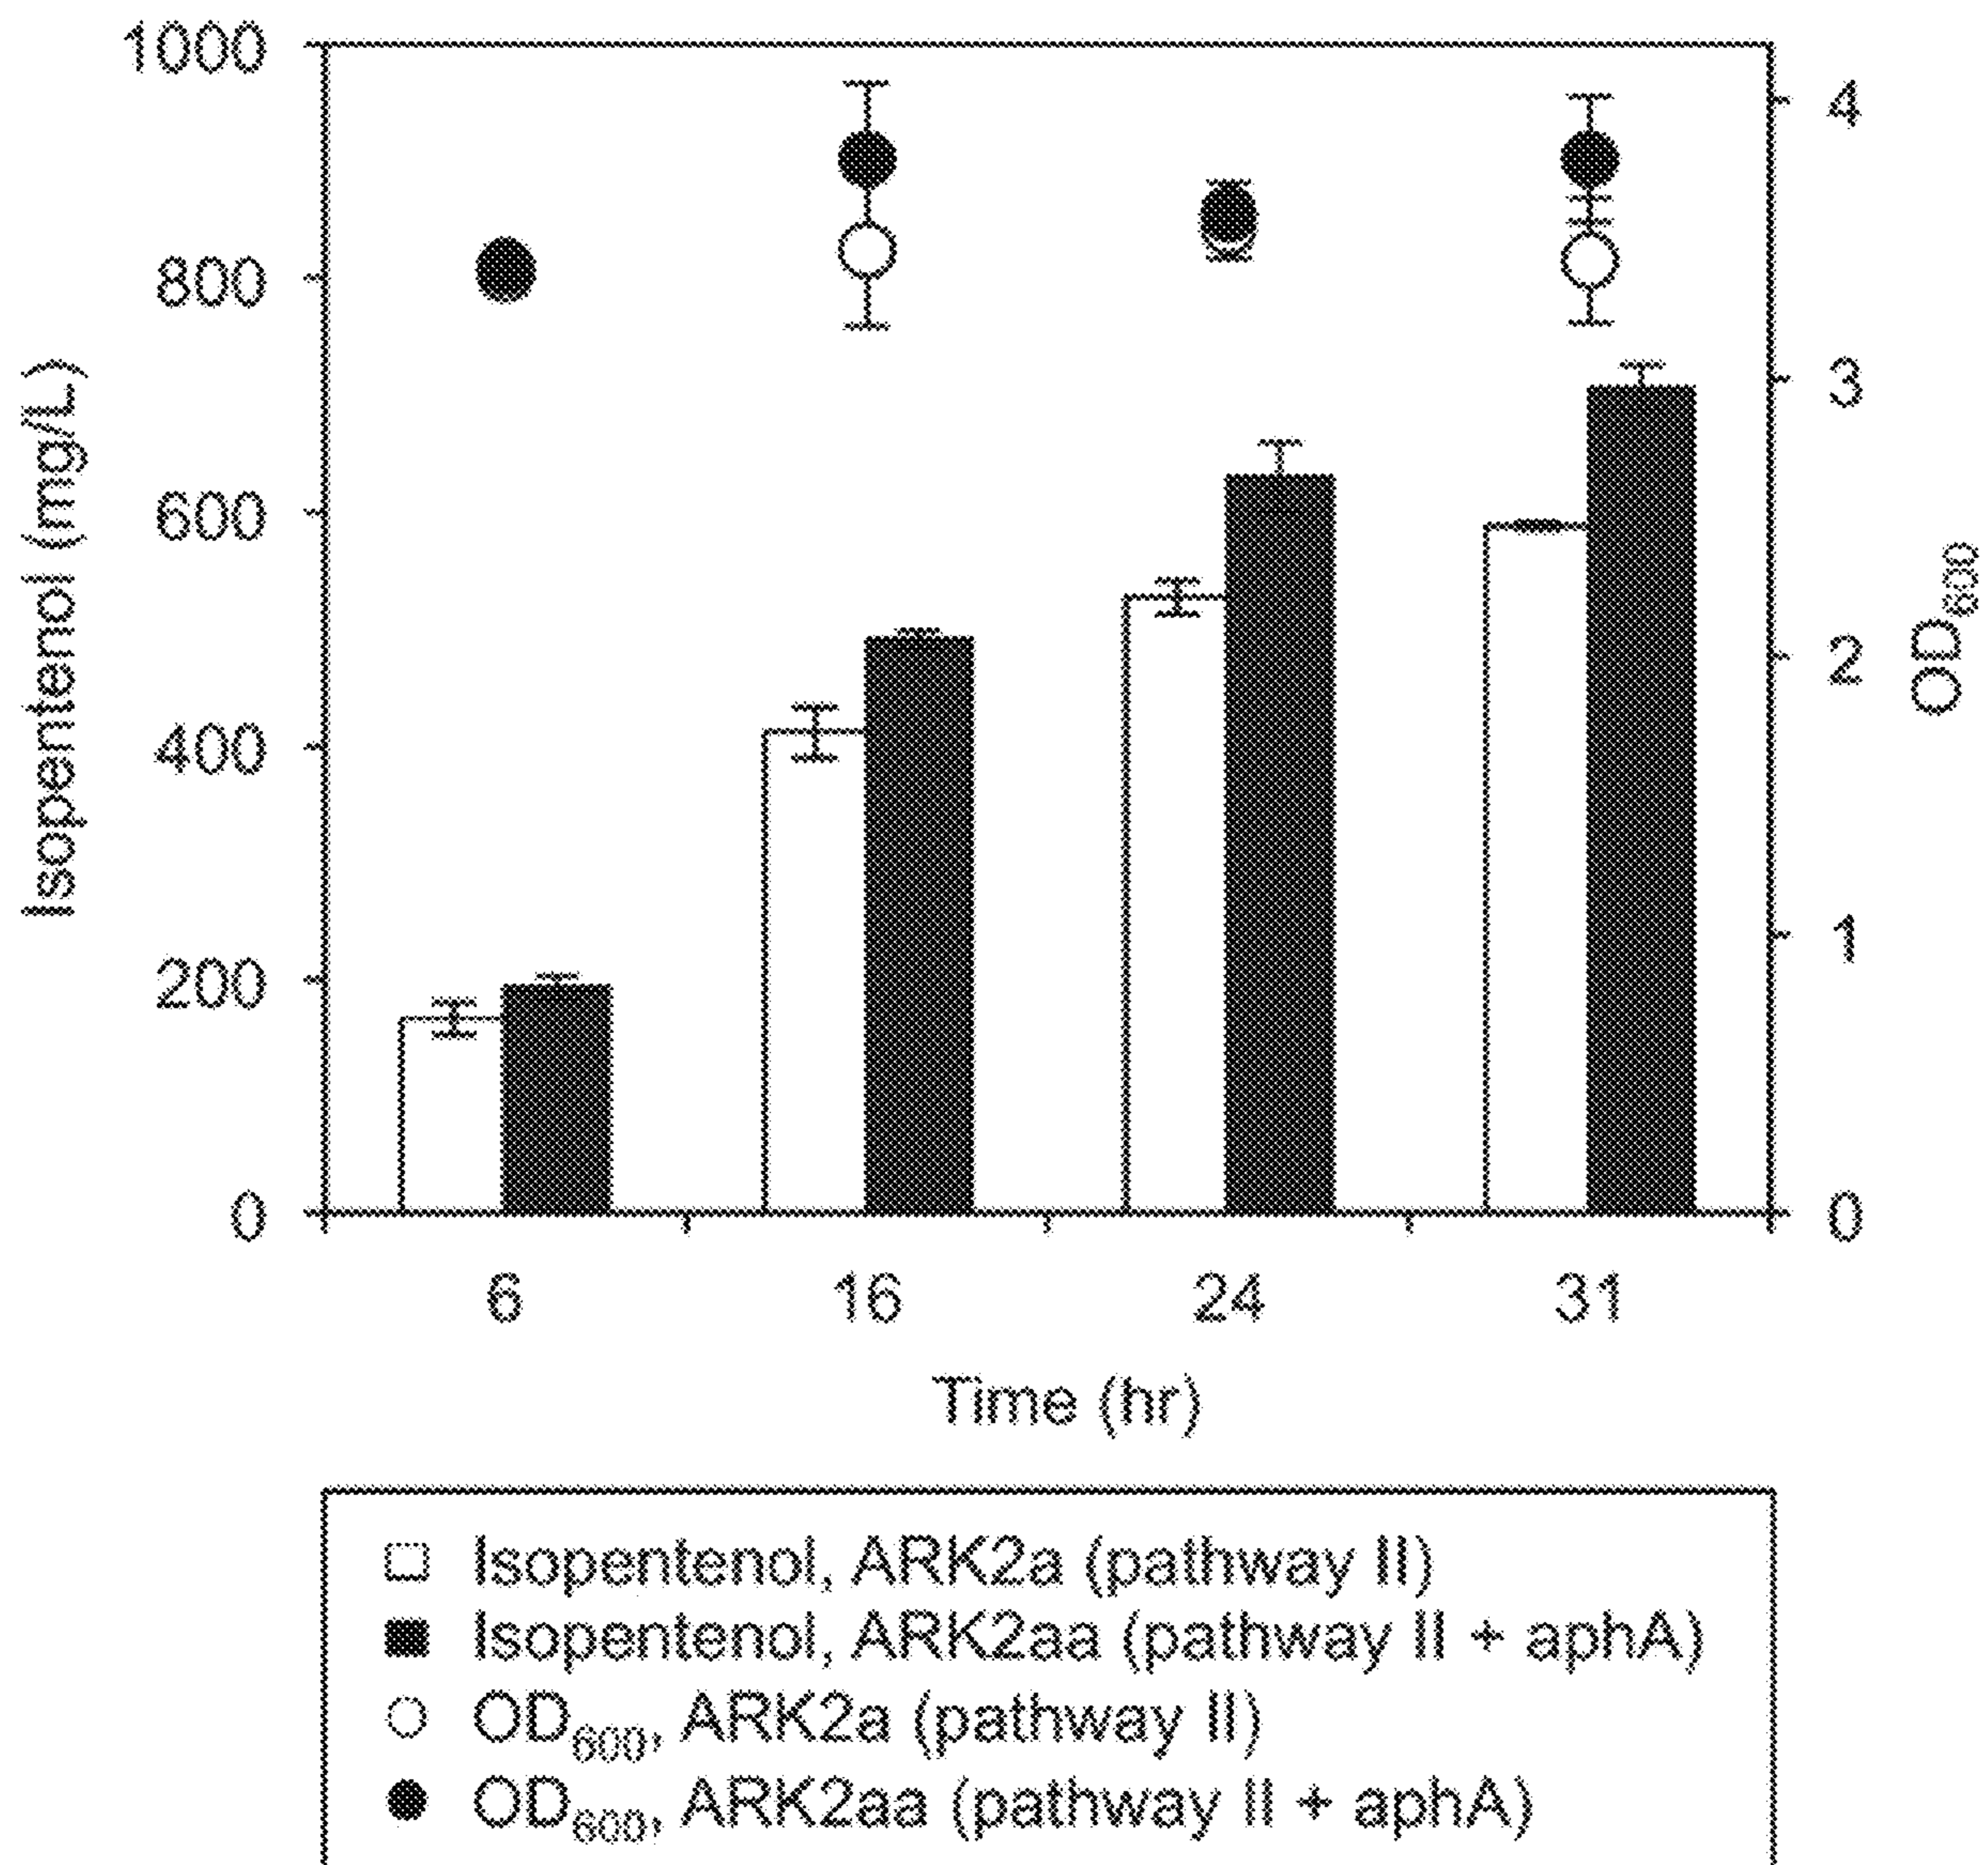 1000
800
600
400
200
0
Isopentenol (mg/L)
4
3
2
1
0
OD600
6 16 24 31
Time (hr)
Isopentenol, ARK2a (pathway II)
Isopentenol, ARK2aa (pathway II + aphA)
OD600, ARK2a (pathway II)
OD600, ARK2aa (pathway II + aphA)